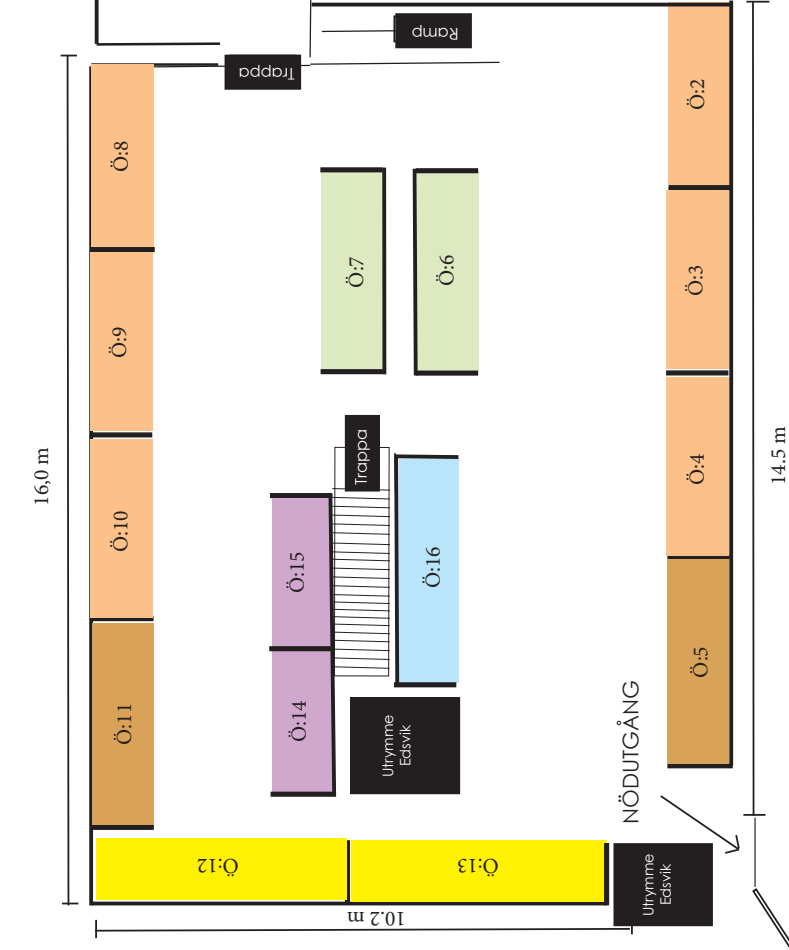 Ramp
Trappa
Ö:2
Ö:8
Ö:7
Ö:6
Ö:3
Ö:9
16,0 m
14.5 m
Trappa
Ö:4
Ö:10
Ö:15
Ö:16
Ö:5
Ö:11
Ö:14
Utrymme
Edsvik
NÖDUTGÅNG
Ö:12
Ö:13
Utrymme
Edsvik
10.2 m